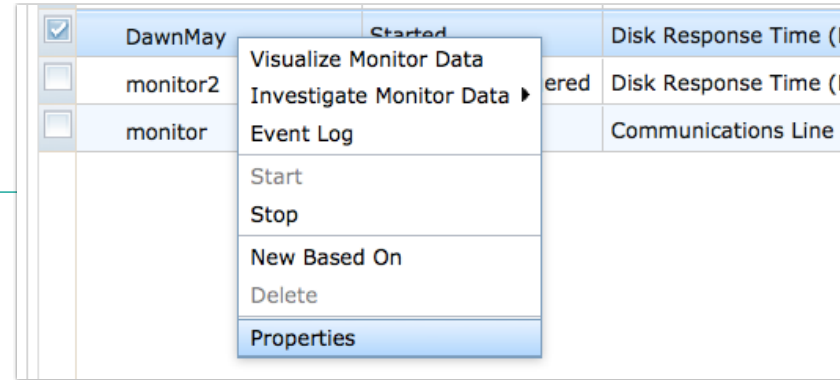 DawnMay Started Disk Response Time (
Visualize Monitor Data
monitor2 ered Disk Response Time (
Investigate Monitor Data
monitor Event Log Communications Line
Start
Stop
New Based On
Delete
Properties